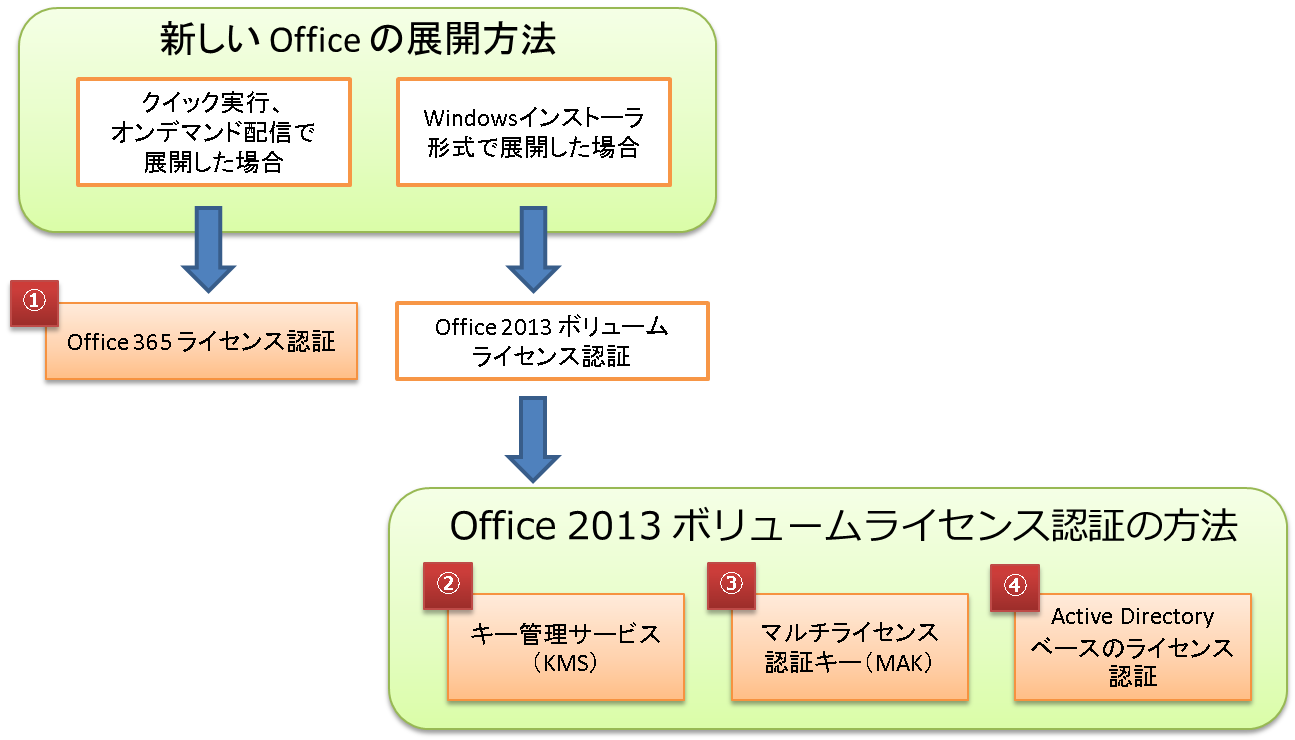 新しい Office の展開方法
クイック実行、
オンデマンド配信で
展開した場合
Windowsインストーラ
形式で展開した場合
①
Office 365 ライセンス認証
Office 2013 ボリューム
ライセンス認証
Office 2013 ボリュームライセンス認証の方法
②
キー管理サービス
（KMS）
③
マルチライセンス
認証キー（MAK）
④
Active Directory
ベースのライセンス
認証